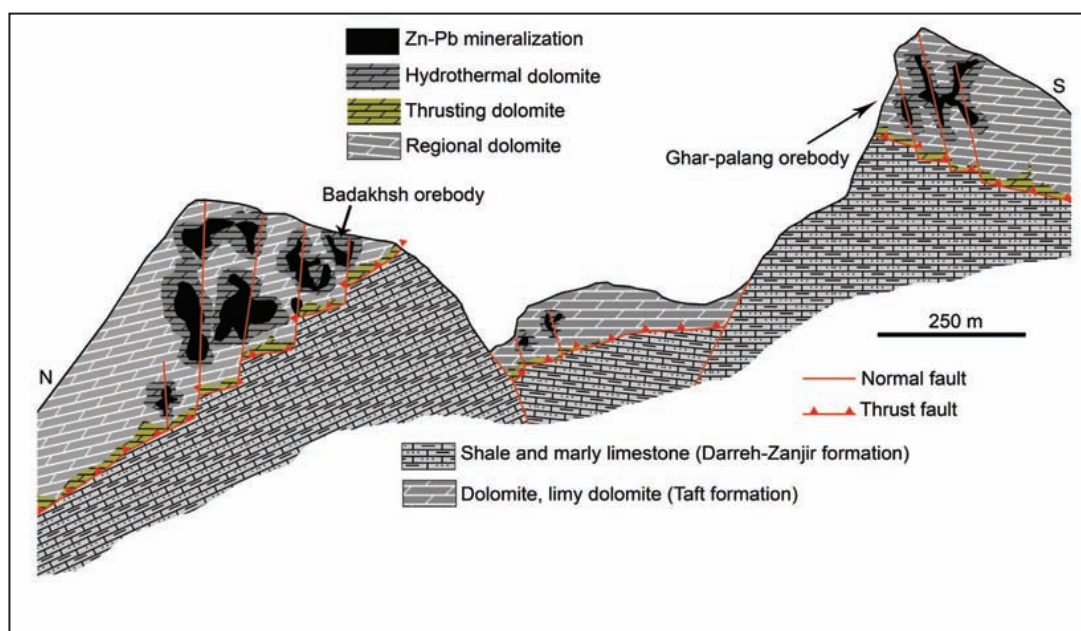 Zn-Pb mineralization
Hydrothermal dolomite
Thrusting dolomite
Regional dolomite
S
Ghar-palang orebody
Badakhsh orebody
250 m
N
Normal fault
Thrust fault
Shale and marly limestone (Darreh-Zanjir formation)
Dolomite, limy dolomite (Taft formation)